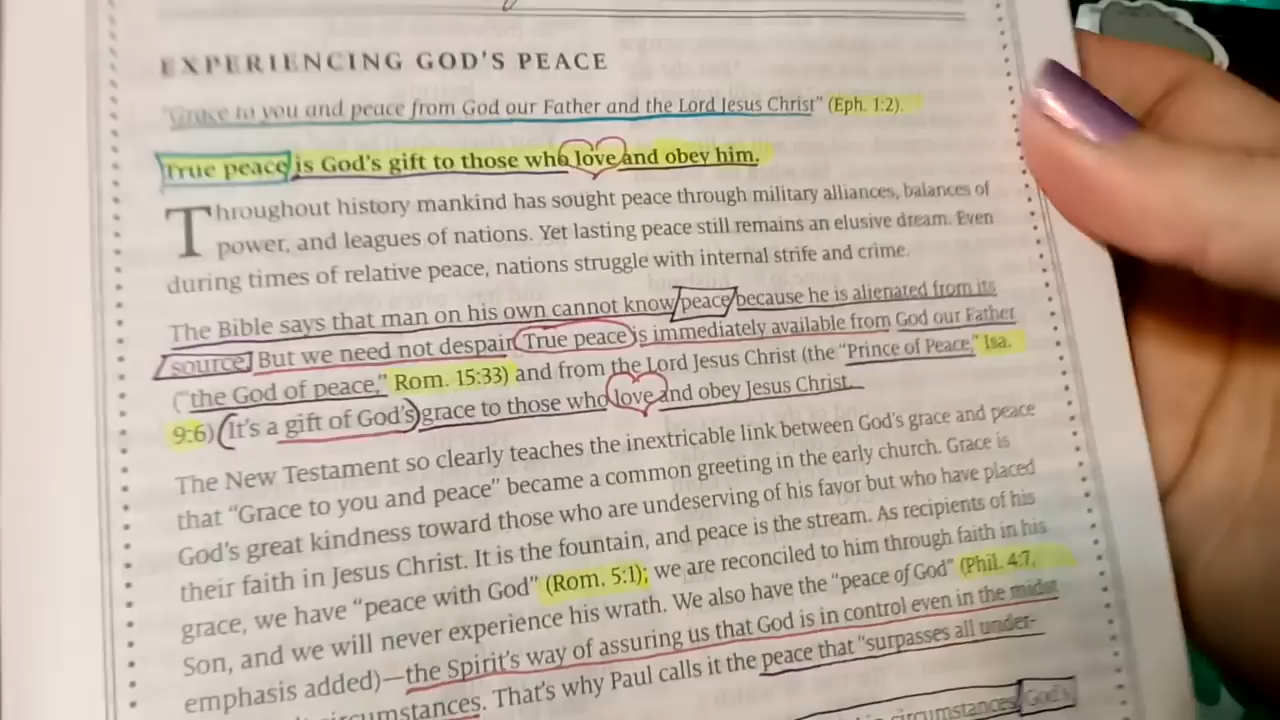 EXPERIENCING GOD'S PEACE
"Grace to you and peace from God our Father and the Lord Jesus Christ" (Eph. 1:2).
True peace is God's gift to those who love and obey him.
Throughout history mankind has sought peace through military alliances, balances of
power, and leagues of nations. Yet lasting peace still remains an elusive dream. Even
during times of relative peace, nations struggle with internal strife and crime.
The Bible says that man on his own cannot know peace because he is alienated from its
source. But we need not despair. True peace is immediately available from God our Father
("the God of peace," Rom. 15:33) and from the Lord Jesus Christ (the "Prince of Peace," Isa.
9:6). It's a gift of God's grace to those who love and obey Jesus Christ.
The New Testament so clearly teaches the inextricable link between God's grace and peace
that "Grace to you and peace" became a common greeting in the early church. Grace is
God's great kindness toward those who are undeserving of his favor but who have placed
their faith in Jesus Christ. It is the fountain, and peace is the stream. As recipients of his
grace, we have "peace with God" (Rom. 5:1); we are reconciled to him through faith in his
Son, and we will never experience his wrath. We also have the "peace of God" (Phil. 4:7,
emphasis added)—the Spirit's way of assuring us that God is in control even in the midst
circumstances. That's why Paul calls it the peace that "surpasses all under-
circumstances God's